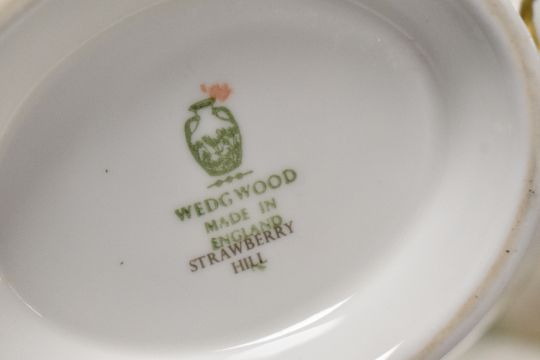 WEDGWOOD
MADE IN
ENGLAND
STRAWBERRY
HILL